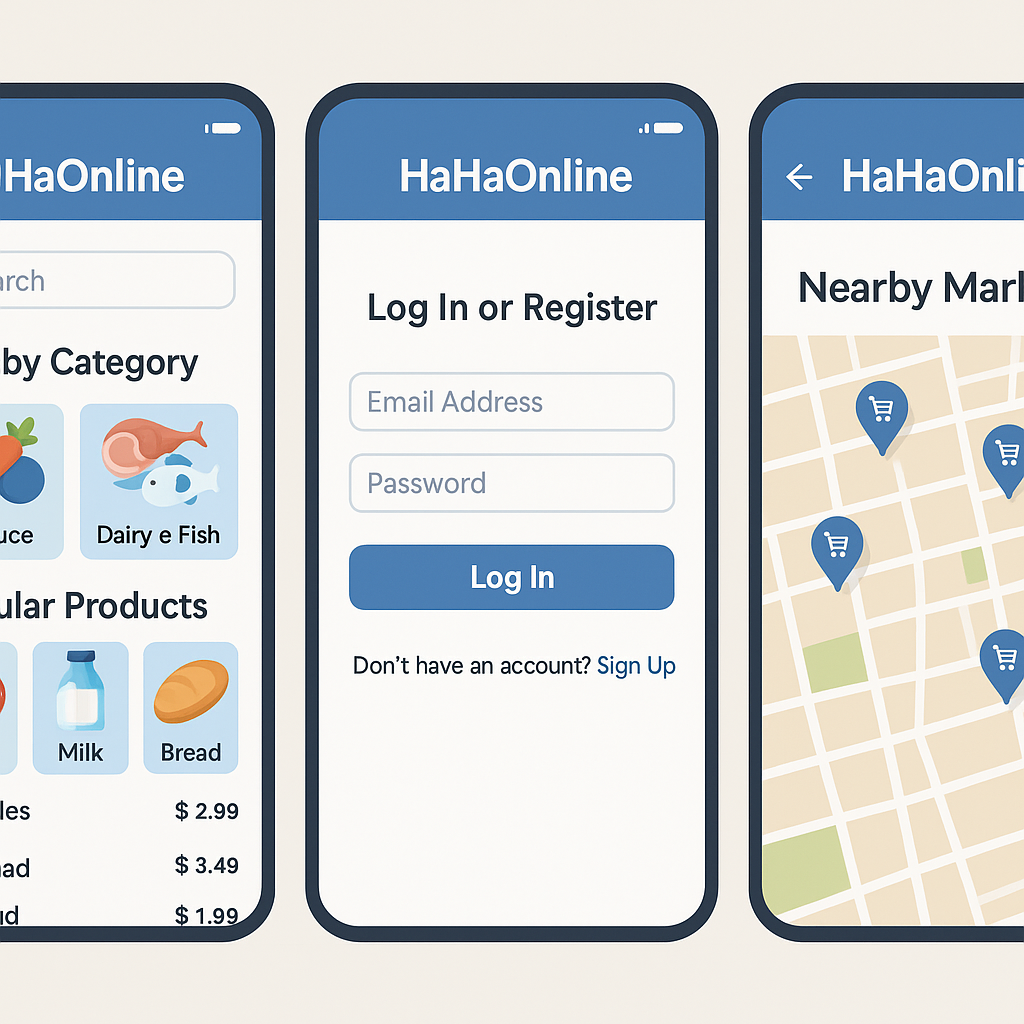 HaOnline
arch
by Category
uce
Dairy e Fish
ular Products
Milk
Bread
les
$ 2.99
ad
$ 3.49
d
$ 1.99
HaHaOnline
Log In or Register
Email Address
Password
Log In
Don't have an account? Sign Up
HaHaOnli
Nearby Mar